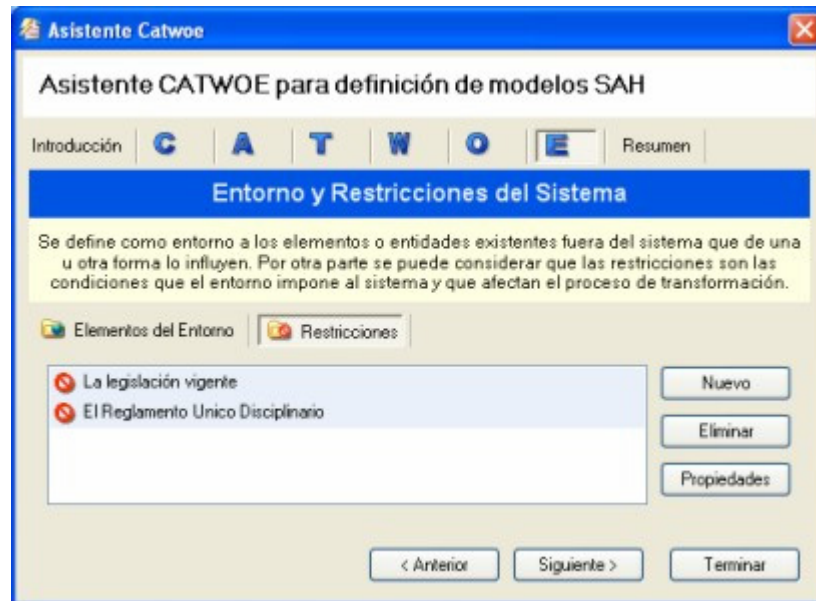 Asistente Catwoe
Asistente CATWOE para definición de modelos SAH
Introducción C A T W O E Resumen
Entorno y Restricciones del Sistema
Se define como entorno a los elementos o entidades existentes fuera del sistema que de una
u otra forma lo influyen. Por otra parte se puede considerar que las restricciones son las
condiciones que el entorno impone al sistema y que afectan el proceso de transformación.
Elementos del Entorno Restricciones
La legislación vigente
El Reglamento Unico Disciplinario
Nuevo
Eliminar
Propiedades
< Anterior Siguiente > Terminar